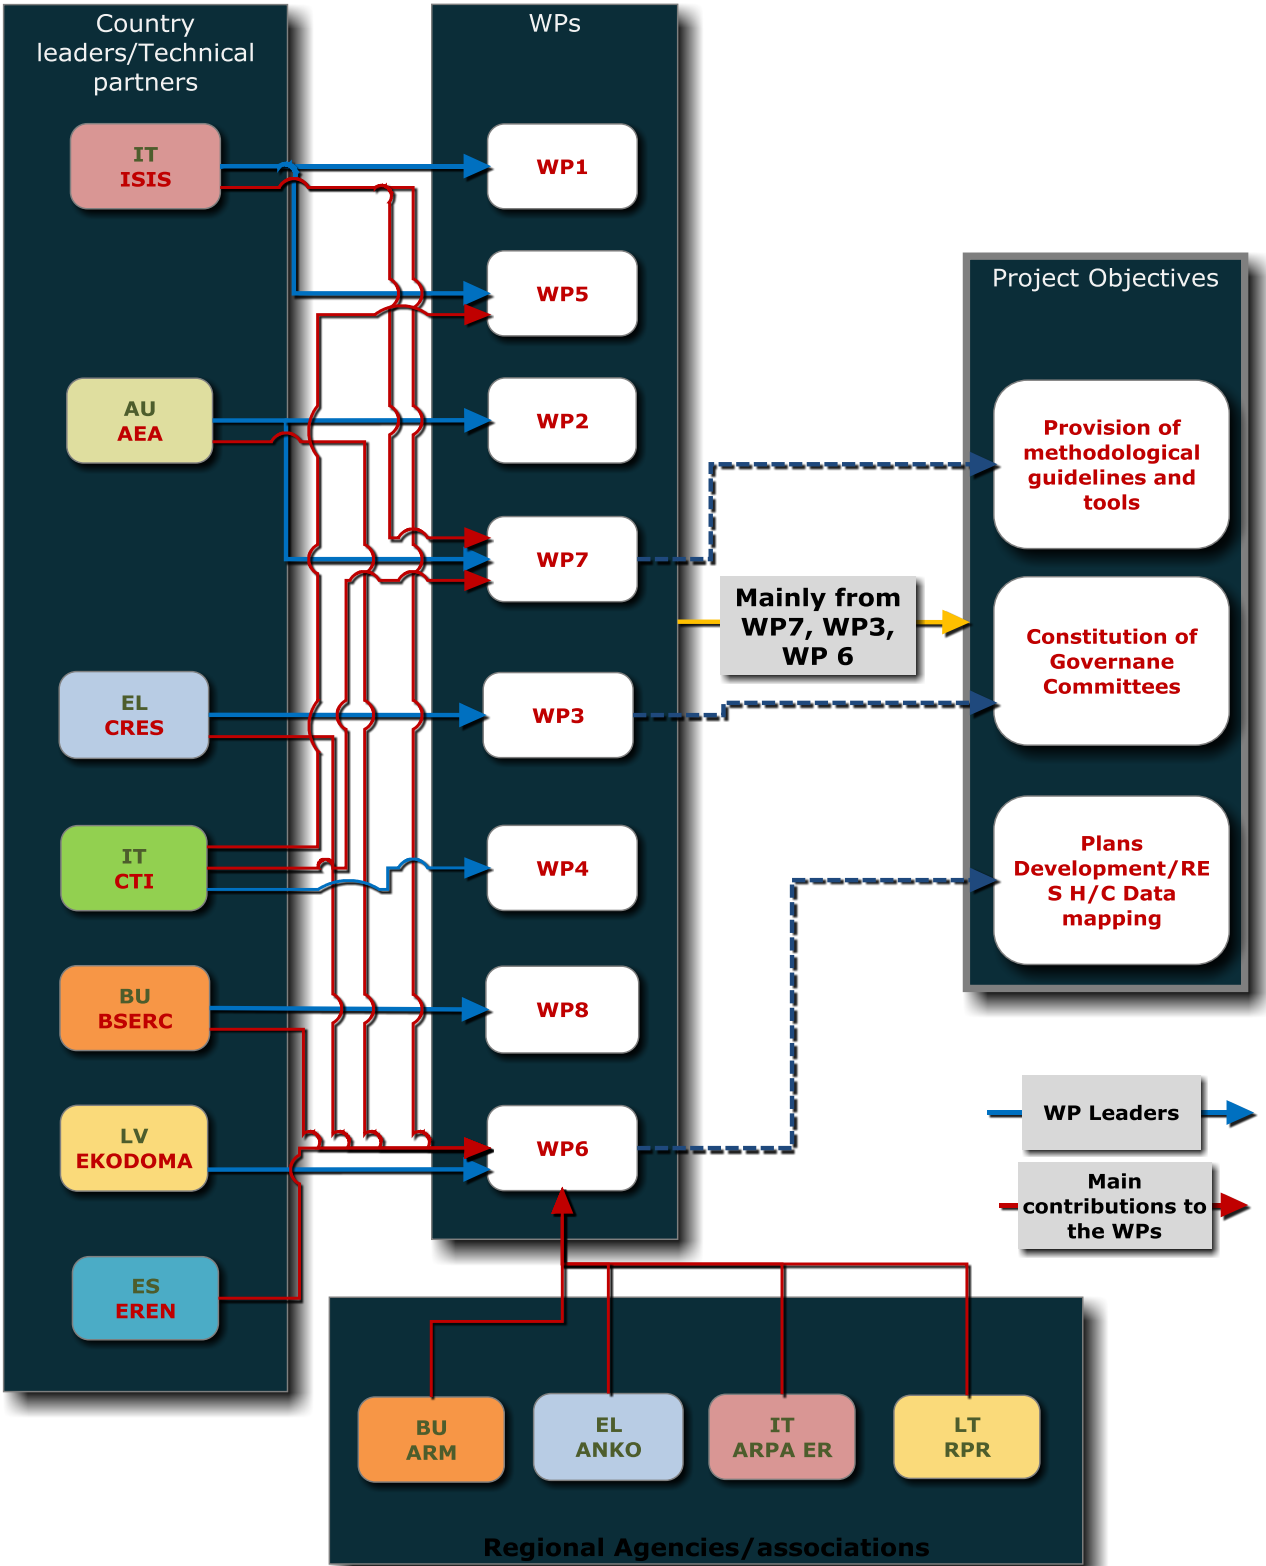 Country
leaders/Technical
partners
IT
ISIS
AU
AEA
EL
CRES
IT
CTI
BU
BSERC
LV
EKODOMA
ES
EREN
WPs
WP1
WP5
WP2
WP7
WP3
WP4
WP8
WP6
Mainly from
WP7, WP3,
WP 6
Project Objectives
Provision of
methodological
guidelines and
tools
Constitution of
Governane
Committees
Plans
Development/RE
S H/C Data
mapping
WP Leaders
Main
contributions to
the WPs
BU
ARM
EL
ANKO
IT
ARPA ER
LT
RPR
Regional Agencies/associations